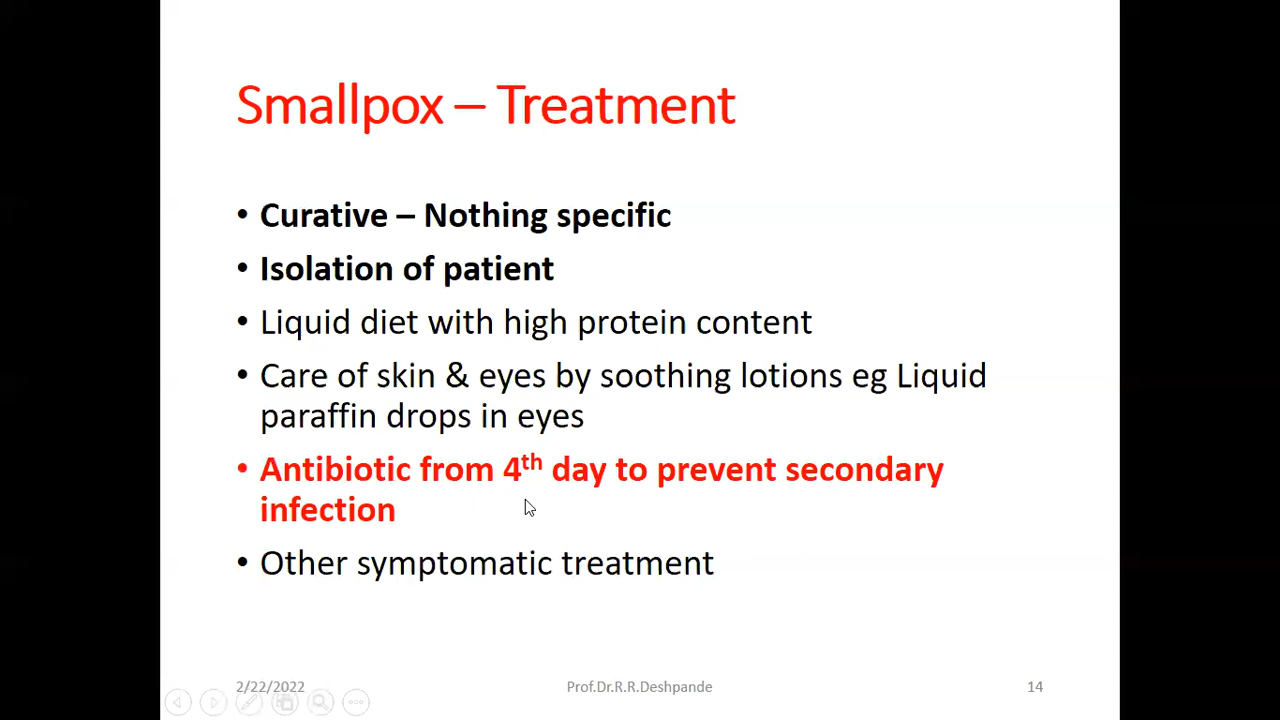 Smallpox – Treatment
• Curative – Nothing specific
• Isolation of patient
• Liquid diet with high protein content
• Care of skin & eyes by soothing lotions eg Liquid
paraffin drops in eyes
• Antibiotic from 4th day to prevent secondary
infection
• Other symptomatic treatment
2/22/2022
Prof.Dr.R.R.Deshpande
14